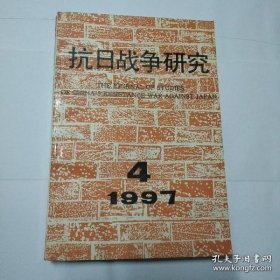 抗日战争研究
THE JOURNAL OF STUDIES
OF CHINA'S RESISTANCE WAR AGAINST JAPAN
4
1997
孔夫子旧书网